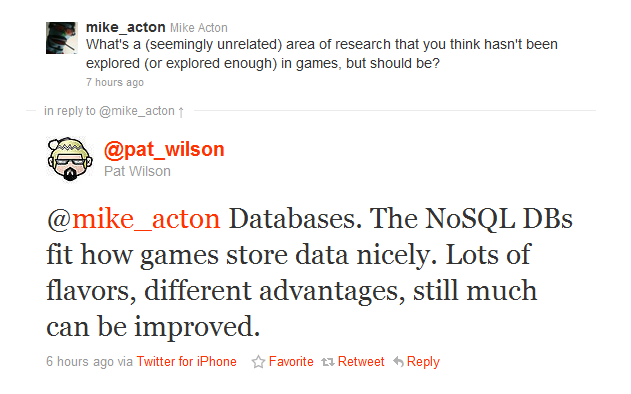 mike_acton Mike Acton
What's a (seemingly unrelated) area of research that you think hasn't been
explored (or explored enough) in games, but should be?
7 hours ago
in reply to @mike_acton ↑
@pat_wilson
Pat Wilson
@mike_acton Databases. The NoSQL DBs
fit how games store data nicely. Lots of
flavors, different advantages, still much
can be improved.
6 hours ago via Twitter for iPhone Favorite Retweet Reply